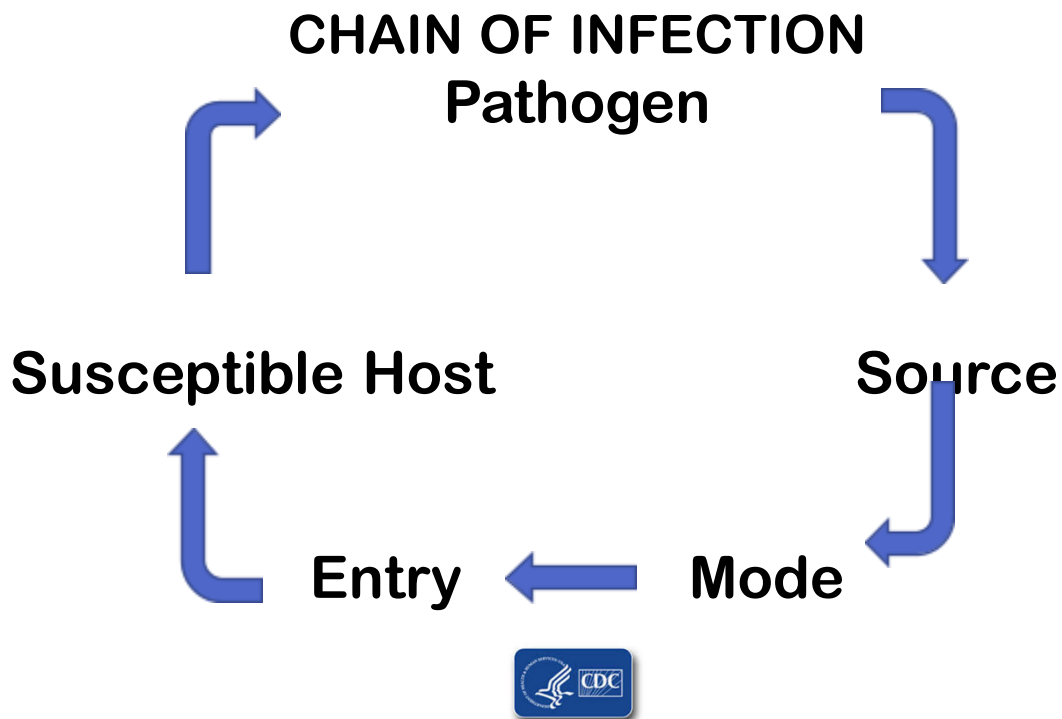 CHAIN OF INFECTION
Pathogen
Susceptible Host
Source
Entry
Mode
CDC